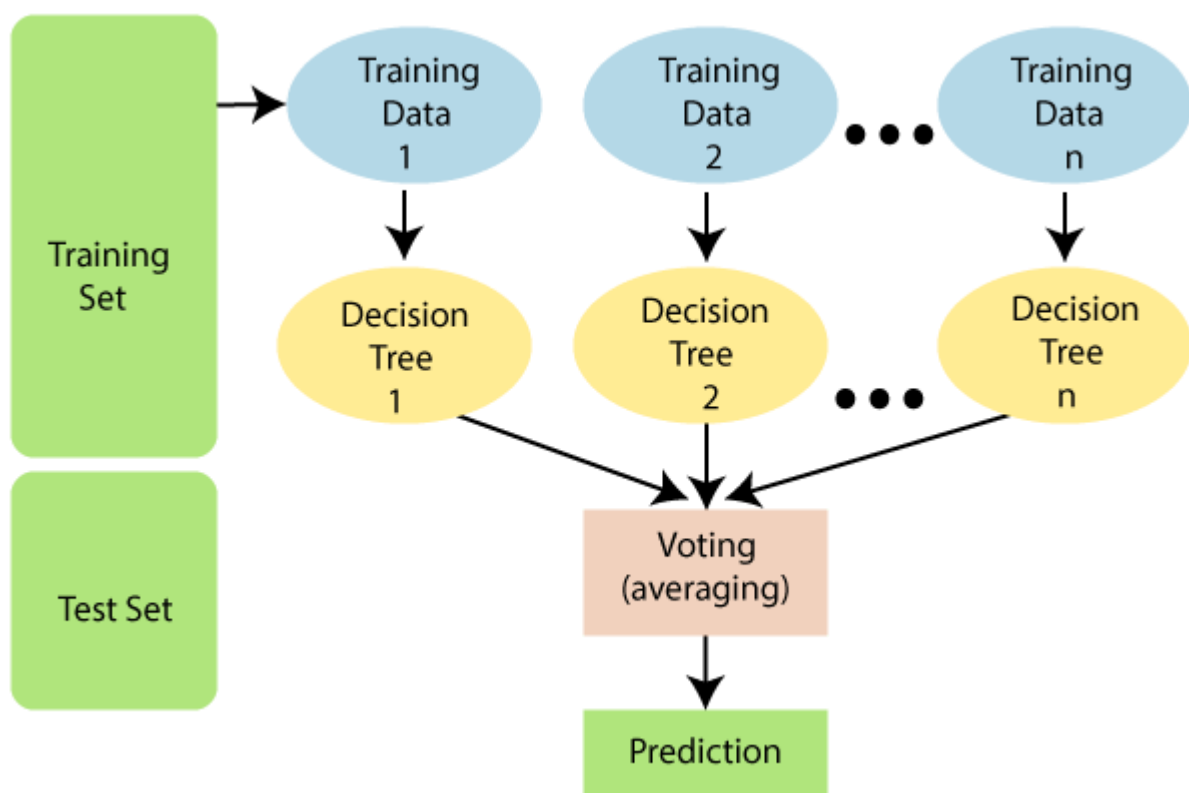 Training
Set
Test Set
Training
Data
1
Training
Data
2
Training
Data
n
Decision
Tree
1
Decision
Tree
2
Decision
Tree
n
Voting
(averaging)
Prediction